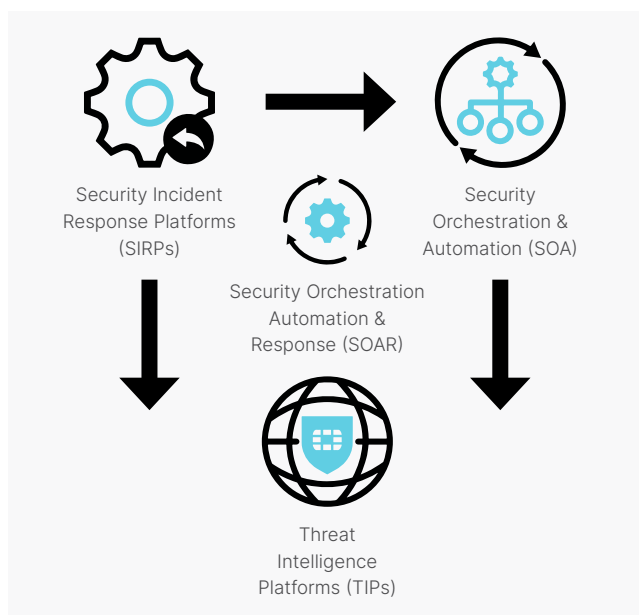 Security Incident
Response Platforms
(SIRPs)
Security
Orchestration &
Automation (SOA)
Security Orchestration
Automation &
Response (SOAR)
Threat
Intelligence
Platforms (TIPs)